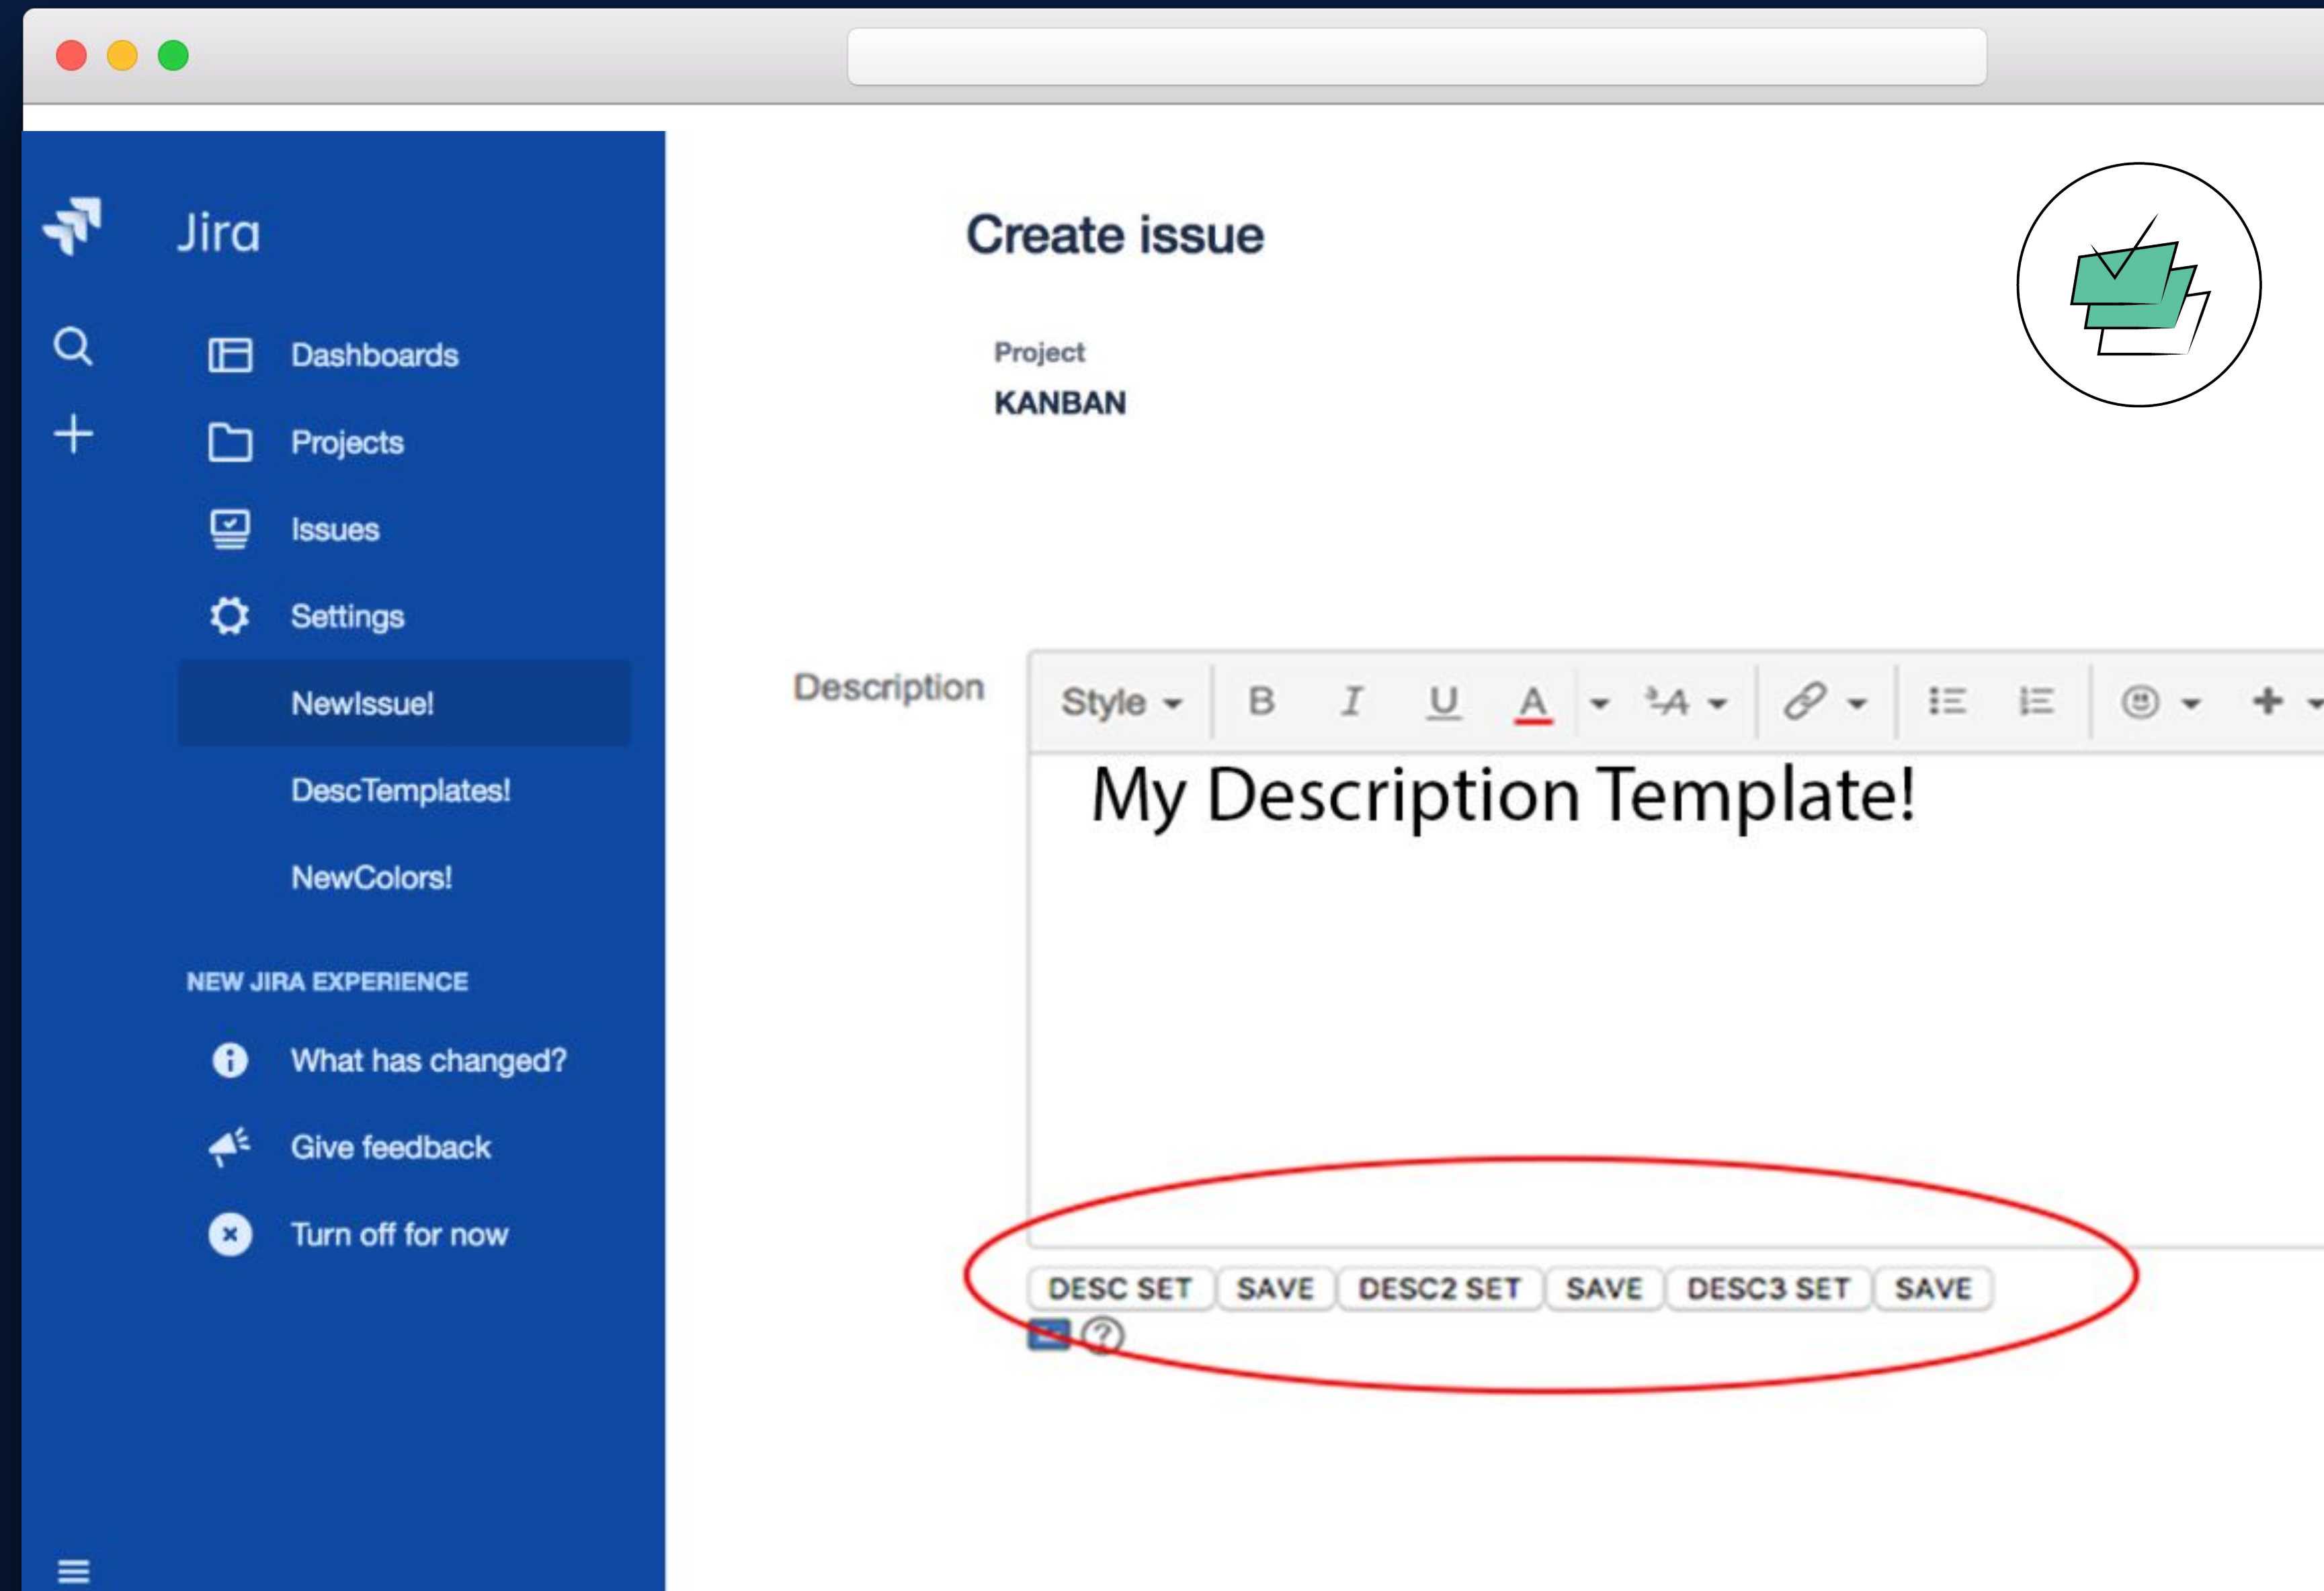 Jira
Dashboards
Projects
Issues
Settings
NewIssue!
DescTemplates!
NewColors!
NEW JIRA EXPERIENCE
What has changed?
Give feedback
Turn off for now
Create issue
Project
KANBAN
Description
Style B I U A A
My Description Template!
DESC SET SAVE DESC2 SET SAVE DESC3 SET SAVE